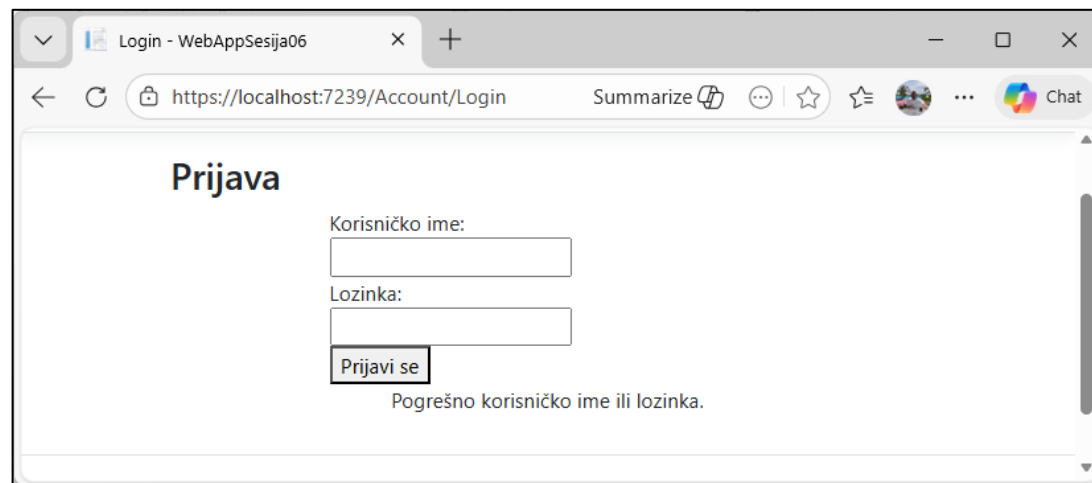 Login - WebAppSesija06
https://localhost:7239/Account/Login Summarize Chat
Prijava
Korisničko ime:
Lozinka:
Prijavi se
Pogrešno korisničko ime ili lozinka.